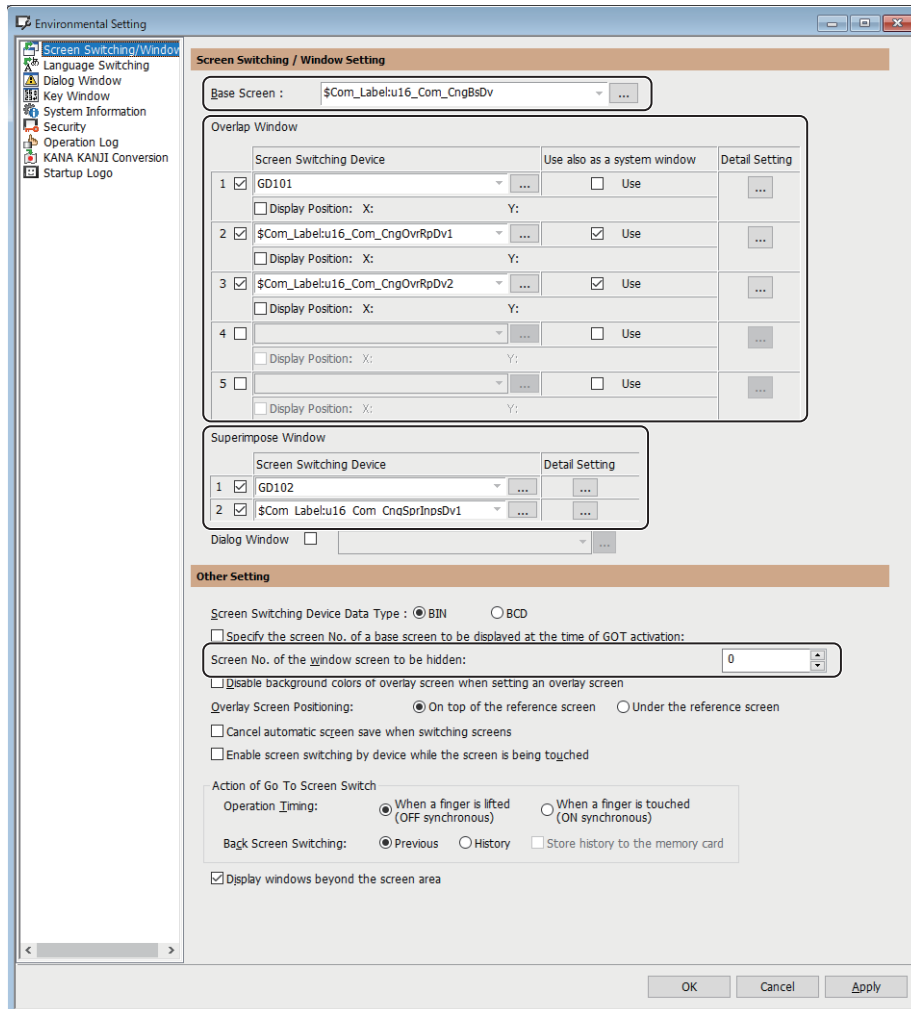 Environmental Setting
Screen Switching/Window
Language Switching
Dialog Window
Key Window
System Information
Security
Operation Log
KANA KANJI Conversion
Startup Logo
Screen Switching / Window Setting
Base Screen : $Com_Label:u16_Com_CngBsDv ...
Overlap Window
Screen Switching Device Use also as a system window Detail Setting
1 GD101 ... Use ...
Display Position: X: Y:
2 $Com_Label:u16_Com_CngOvrRpDv1 ... Use ...
Display Position: X: Y:
3 $Com_Label:u16_Com_CngOvrRpDv2 ... Use ...
Display Position: X: Y:
4 ... Use ...
Display Position: X: Y:
5 ... Use ...
Display Position: X: Y:
Superimpose Window
Screen Switching Device Detail Setting
1 GD102 ... ...
2 $Com_Label:u16_Com_CngSprInpsDv1 ... ...
Dialog Window ...
Other Setting
Screen Switching Device Data Type : BIN BCD
Specify the screen No. of a base screen to be displayed at the time of GOT activation:
Screen No. of the window screen to be hidden: 0
Disable background colors of overlay screen when setting an overlay screen
Overlay Screen Positioning: On top of the reference screen Under the reference screen
Cancel automatic screen save when switching screens
Enable screen switching by device while the screen is being touched
Action of Go To Screen Switch
Operation Timing: When a finger is lifted When a finger is touched
(OFF synchronous) (ON synchronous)
Back Screen Switching: Previous History Store history to the memory card
Display windows beyond the screen area
OK Cancel Apply